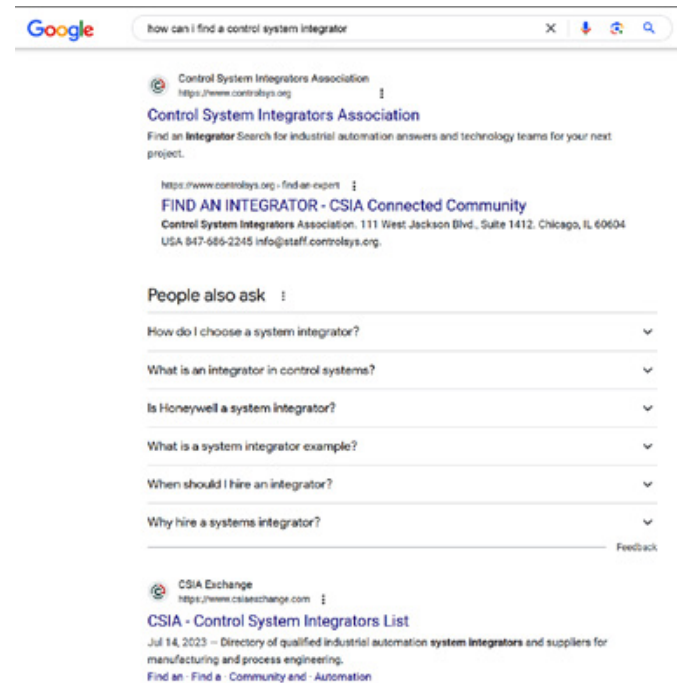 Google
how can i find a control system integrator
Control System Integrators Association
https://www.controlsys.org
Control System Integrators Association
Find an Integrator Search for industrial automation answers and technology teams for your next
project.
https://www.controlsys.org › find-an-expert
FIND AN INTEGRATOR - CSIA Connected Community
Control System Integrators Association. 111 West Jackson Blvd., Suite 1412. Chicago, IL 60604
USA 847-686-2245 info@staff.controlsys.org.
People also ask
How do I choose a system integrator?
What is an integrator in control systems?
Is Honeywell a system integrator?
What is a system integrator example?
When should I hire an integrator?
Why hire a systems integrator?
Feedback
CSIA Exchange
https://www.csiaexchange.com
CSIA - Control System Integrators List
Jul 14, 2023 — Directory of qualified industrial automation system integrators and suppliers for
manufacturing and process engineering.
Find an · Find a · Community and · Automation